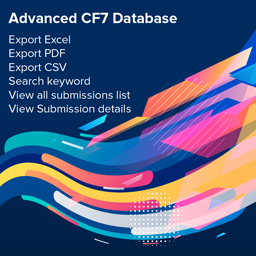 Advanced CF7 Database
Export Excel
Export PDF
Export CSV
Search keyword
View all submissions list
View Submission details